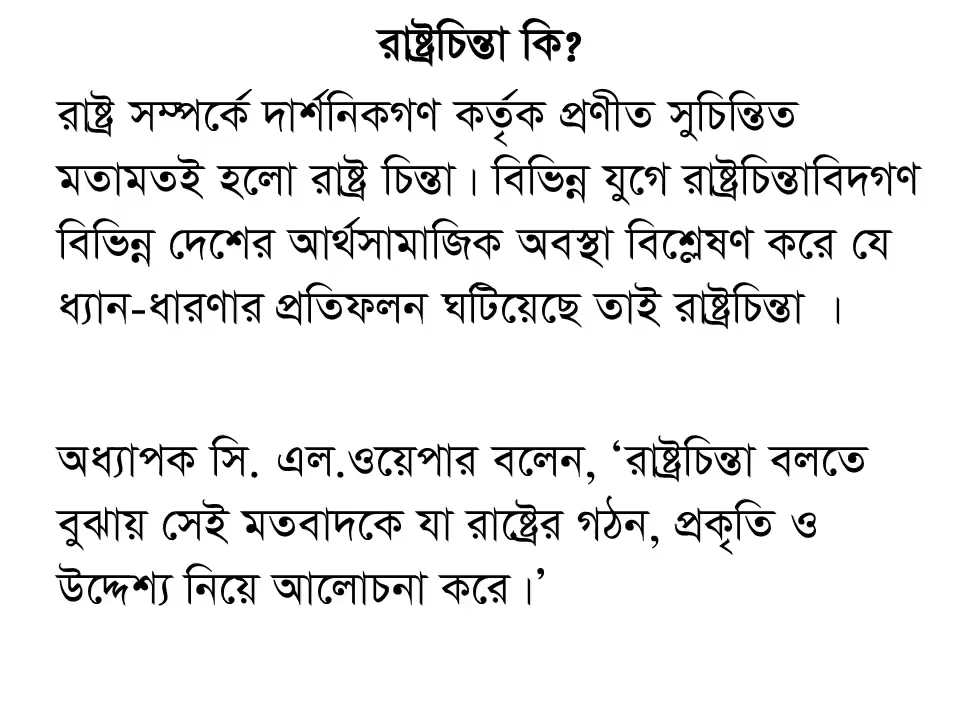 রাষ্ট্রচিন্তা কি?
রাষ্ট্র সম্পর্কে দার্শনিকগণ কর্তৃক প্রণীত সুচিন্তিত
মতামতই হলো রাষ্ট্র চিন্তা। বিভিন্ন যুগে রাষ্ট্রচিন্তাবিদগণ
বিভিন্ন দেশের আর্থসামাজিক অবস্থা বিশ্লেষণ করে যে
ধ্যান-ধারণার প্রতিফলন ঘটিয়েছে তাই রাষ্ট্রচিন্তা ।
অধ্যাপক সি. এল.ওয়েপার বলেন, ‘রাষ্ট্রচিন্তা বলতে
বুঝায় সেই মতবাদকে যা রাষ্ট্রের গঠন, প্রকৃতি ও
উদ্দেশ্য নিয়ে আলোচনা করে।’